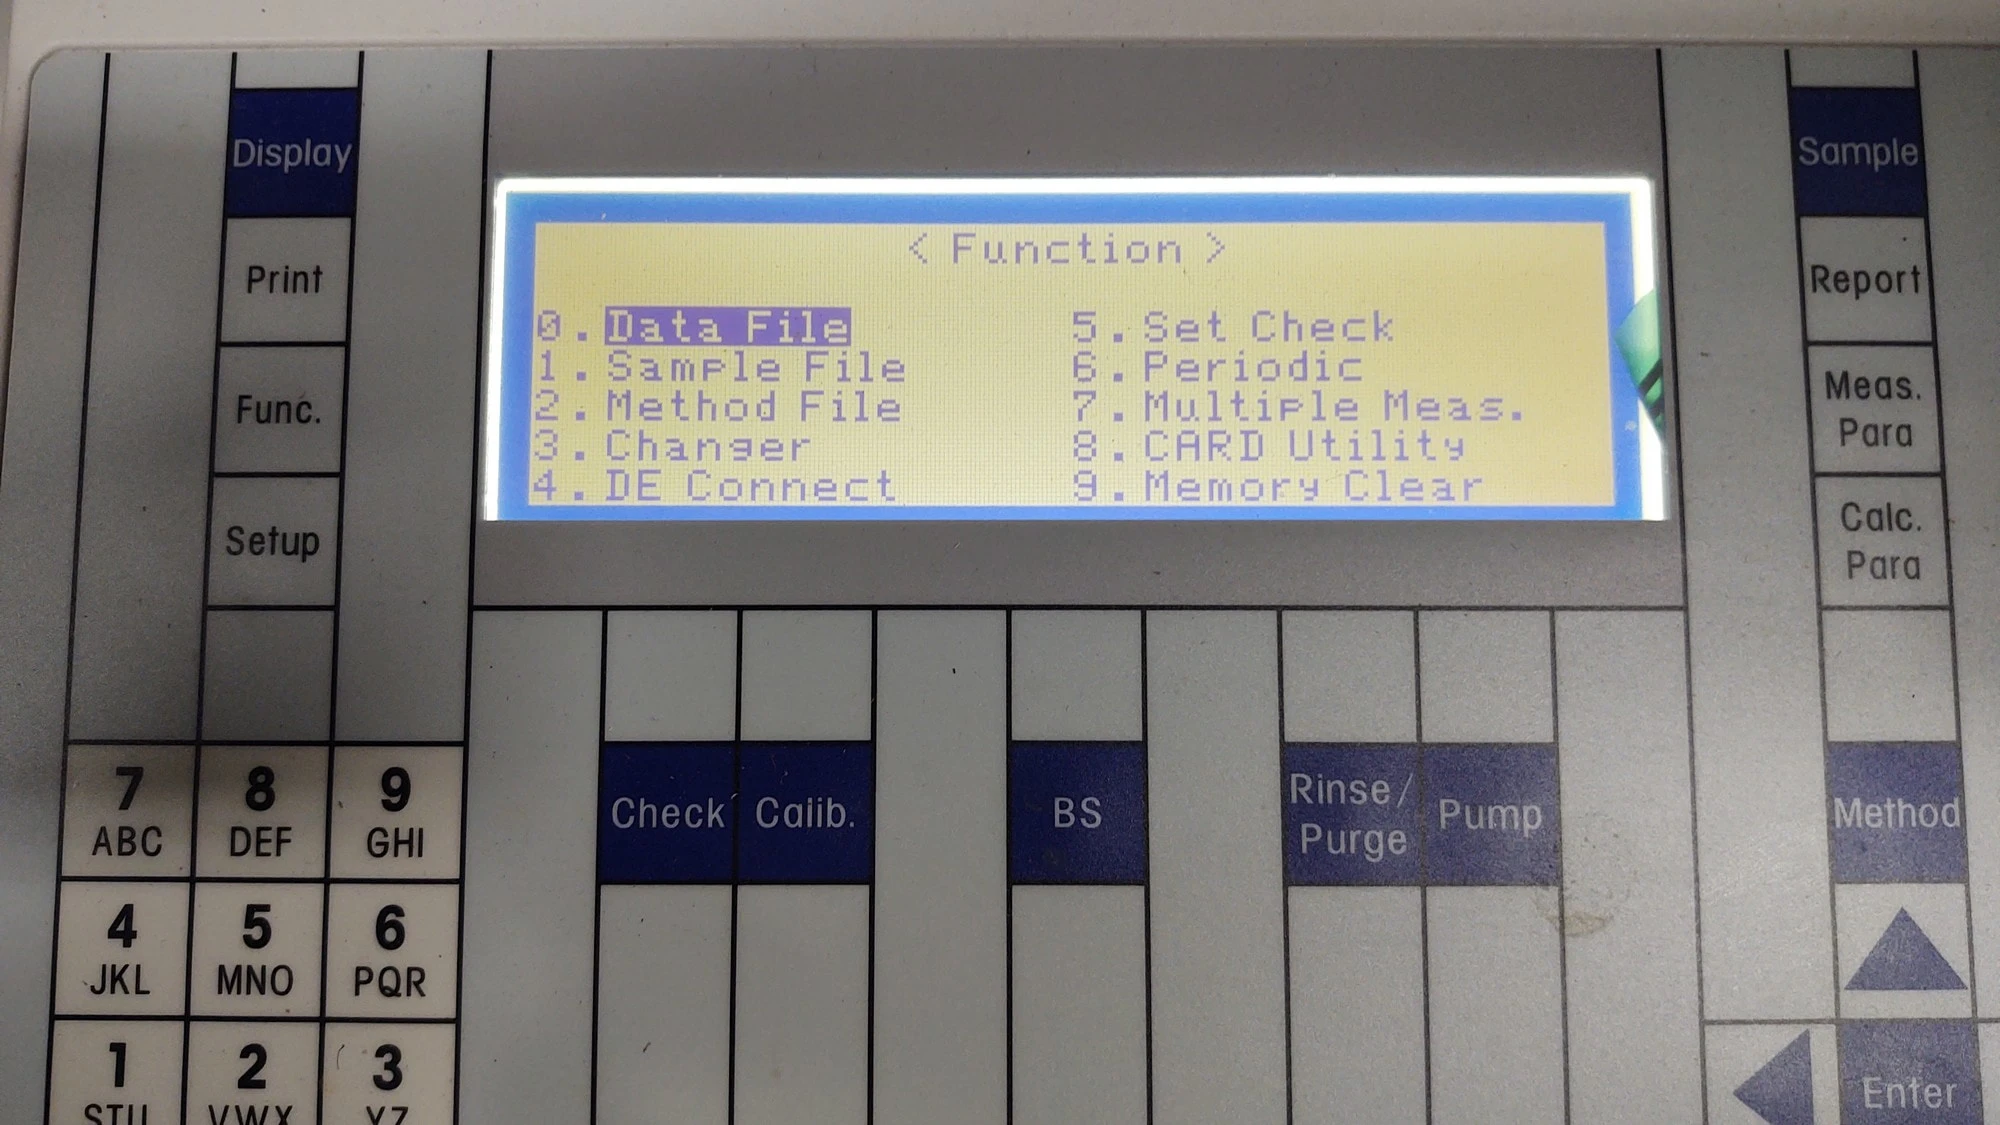 Display
Print
Func.
Setup
< Function >
0. Data File
1. Sample File
2. Method File
3. Changer
4. DE Connect
5. Set Check
6. Periodic
7. Multiple Meas.
8. CARD Utility
9. Memory Clear
Sample
Report
Meas.
Para
Calc.
Para
7 8 9
ABC DEF GHI
4 5 6
JKL MNO PQR
1 2 3
STU VWX YZ
Check
Calib.
BS
Rinse/
Purge
Pump
Method
Enter